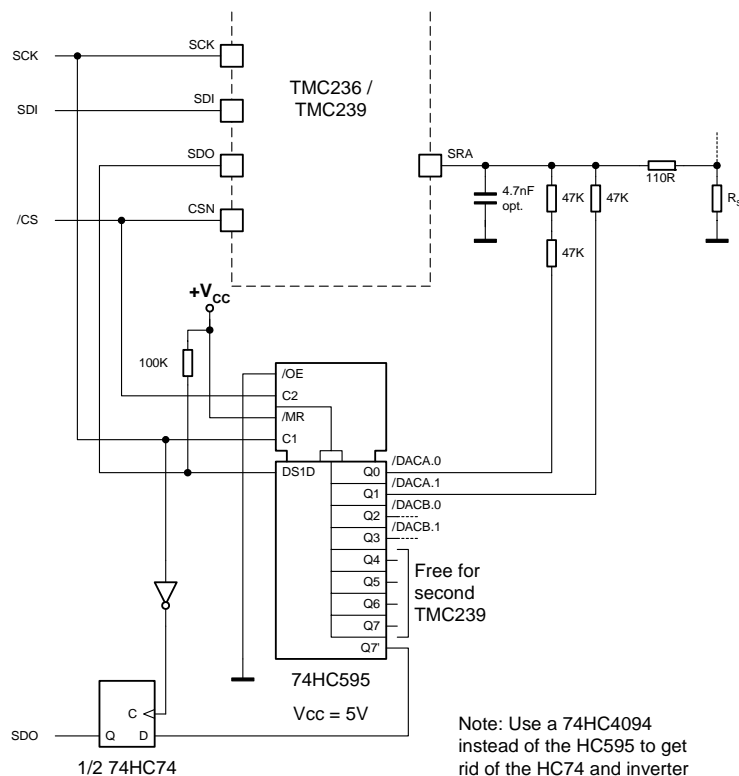 SCK
SCK
TMC236 /
TMC239
SDI
SDI
SDO
SRA
4.7nF
opt.
47K
47K
110R
R
/CS
CSN
47K
+VCC
100K
/OE
C2
/MR
C1
DS1D
Q0
/DACA.0
Q1
/DACA.1
Q2
/DACB.0
Q3
/DACB.1
Q4
Q5
Q6
Q7
Q7'
Free for
second
TMC239
74HC595
Vcc = 5V
C
SDO
Q
D
1/2 74HC74
Note: Use a 74HC4094
instead of the HC595 to get
rid of the HC74 and inverter